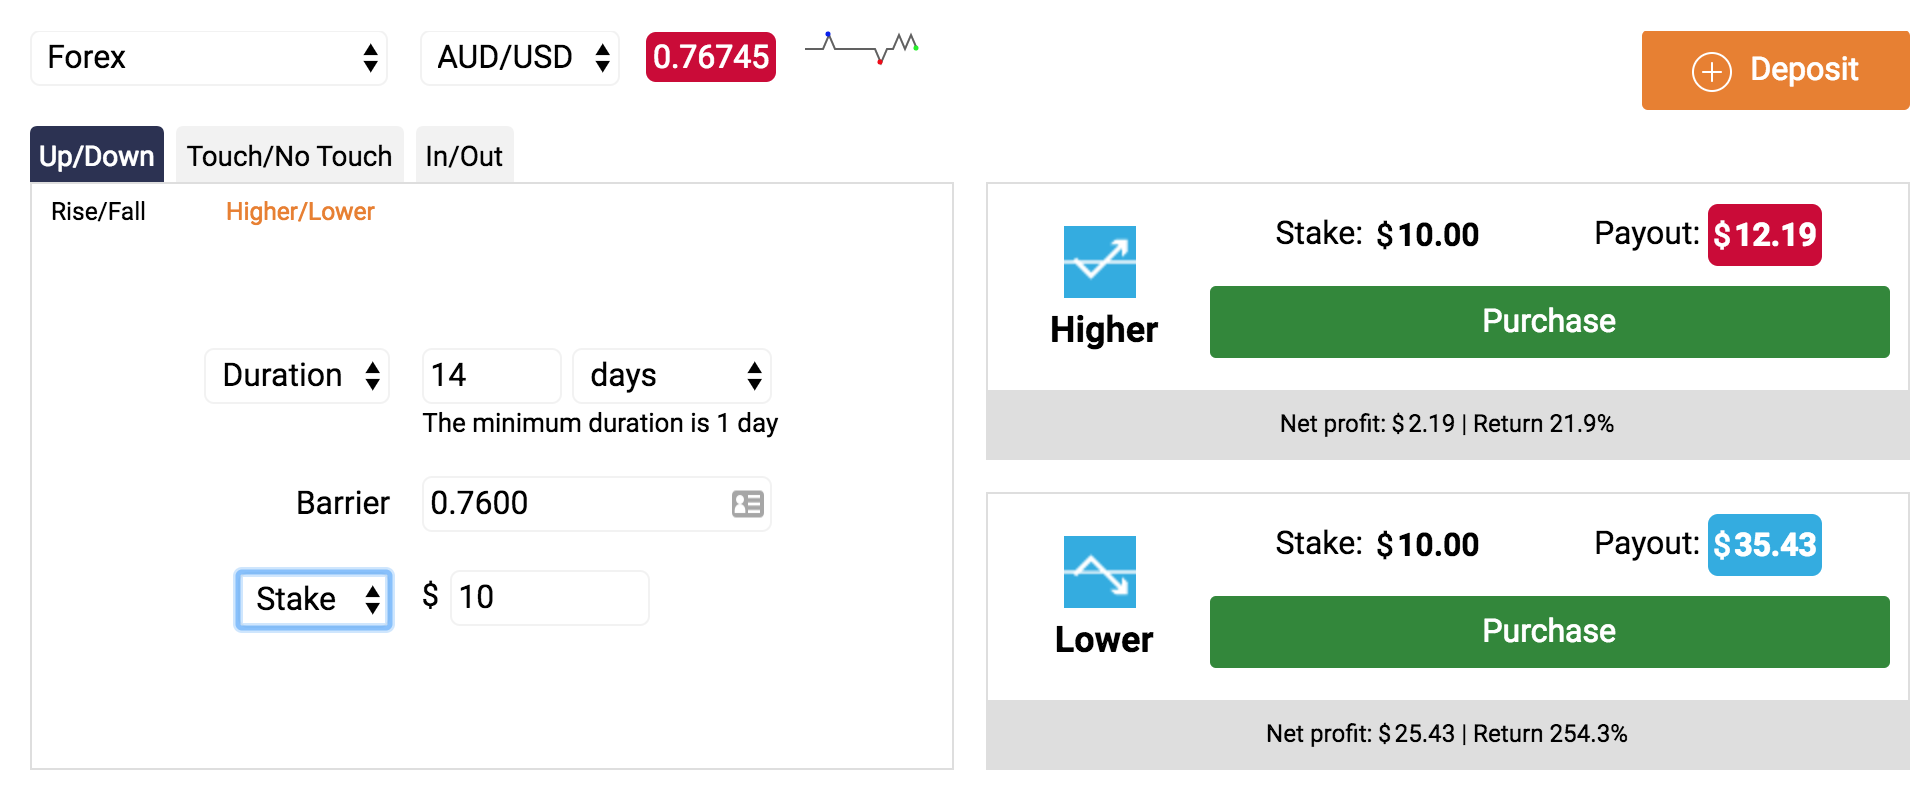 Forex
AUD/USD
0.76745
Deposit
Up/Down
Touch/No Touch
In/Out
Rise/Fall
Higher/Lower
Duration
14
days
The minimum duration is 1 day
Barrier
0.7600
Stake
$
10
Higher
Stake: $10.00
Payout: $12.19
Purchase
Net profit: $2.19 | Return 21.9%
Lower
Stake: $10.00
Payout: $35.43
Purchase
Net profit: $25.43 | Return 254.3%